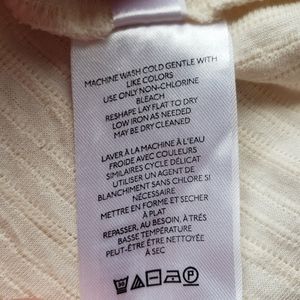 MACHINE WASH COLD GENTLE WITH
LIKE COLORS
USE ONLY NON-CHLORINE
BLEACH
RESHAPE LAY FLAT TO DRY
LOW IRON AS NEEDED
MAY BE DRY CLEANED
LAVER À LA MACHINE À L'EAU
FROIDE AVEC COULEURS
SIMILAIRES CYCLE DÉLICAT
UTILISER UN AGENT DE
BLANCHIMENT SANS CHLORE SI
NÉCESSAIRE
METTRE EN FORME ET SÉCHER
À PLAT
REPASSER, AU BESOIN, À TRÈS
BASSE TEMPÉRATURE
PEUT-ÊTRE ÊTRE NETTOYÉE
À SEC